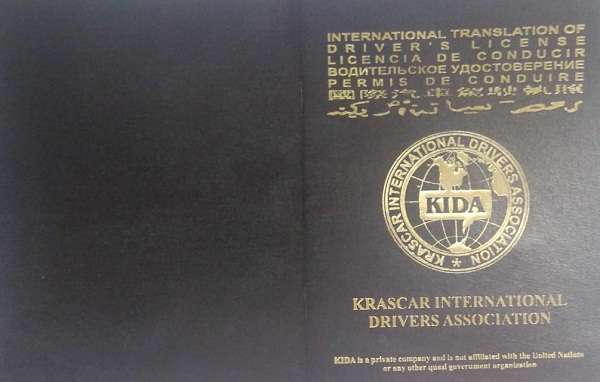 INTERNATIONAL TRANSLATION OF
DRIVER'S LICENSE
LICENCIA DE CONDUCIR
ВОДИТЕЛЬСКОЕ УДОСТОВЕРЕНИЕ
PERMIS DE CONDUIRE
KRASCAR INTERNATIONAL DRIVERS ASSOCIATION
KIDA
KRASCAR INTERNATIONAL
DRIVERS ASSOCIATION
KIDA is a private company and is not affiliated with the United Nations
or any other quasi government organization